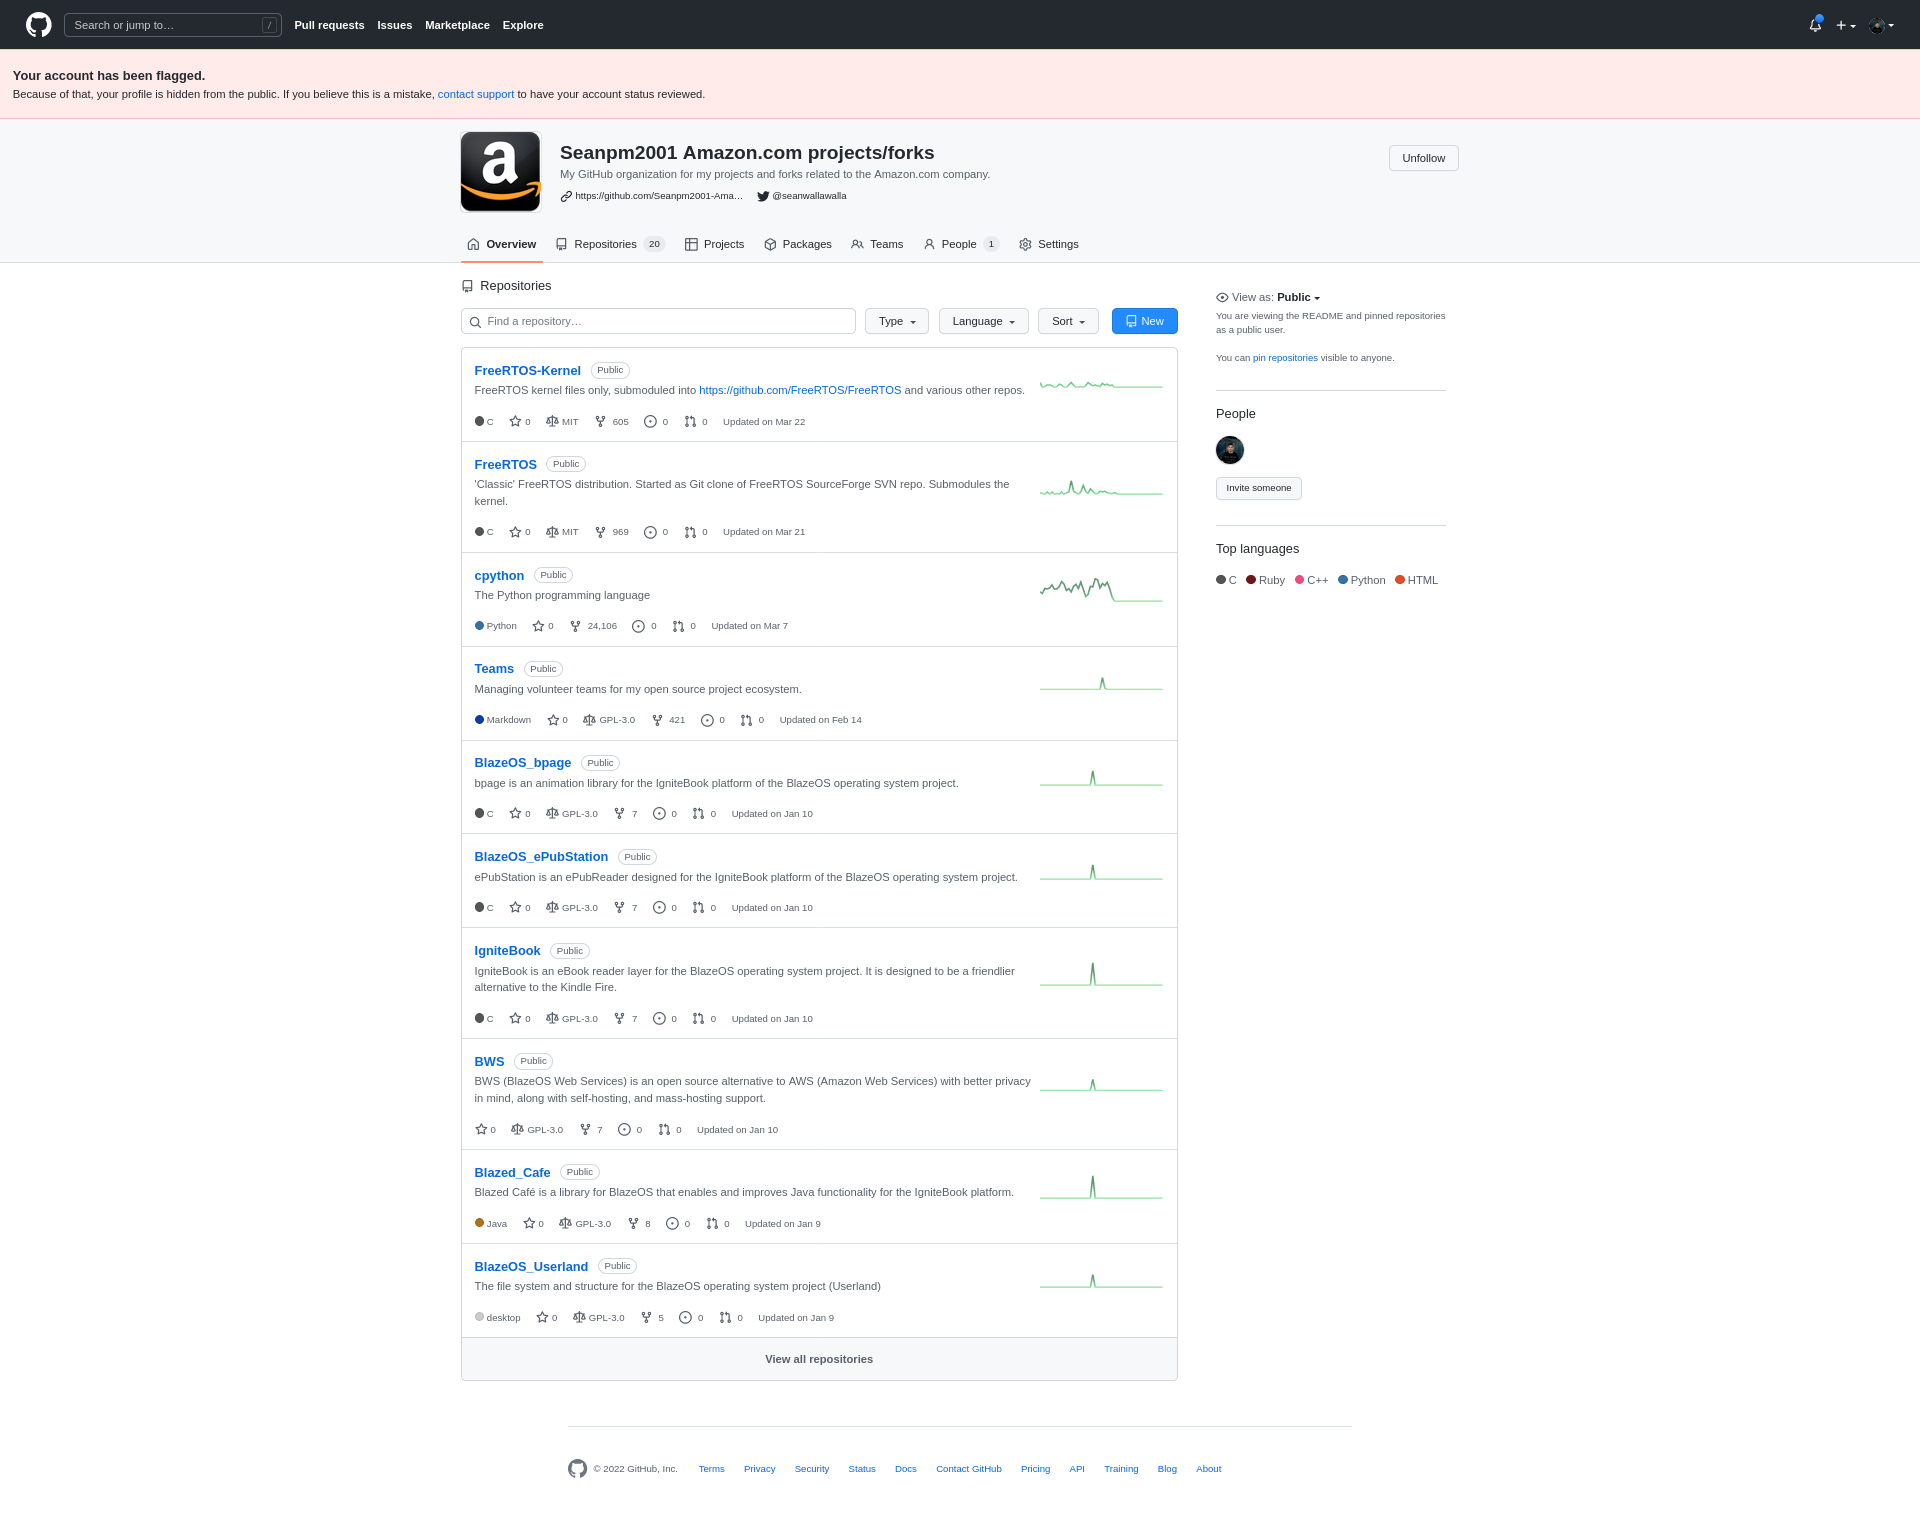 Search or jump to…
/
Pull requests Issues Marketplace Explore
Your account has been flagged.
Because of that, your profile is hidden from the public. If you believe this is a mistake, contact support to have your account status reviewed.
a
Seanpm2001 Amazon.com projects/forks
Unfollow
My GitHub organization for my projects and forks related to the Amazon.com company.
https://github.com/Seanpm2001-Ama… @seanwallawalla
Overview Repositories 20 Projects Packages Teams People 1 Settings
Repositories
Find a repository…
Type Language Sort New
FreeRTOS-Kernel Public
FreeRTOS kernel files only, submoduled into https://github.com/FreeRTOS/FreeRTOS and various other repos.
C 0 MIT 605 0 0 Updated on Mar 22
FreeRTOS Public
'Classic' FreeRTOS distribution. Started as Git clone of FreeRTOS SourceForge SVN repo. Submodules the
kernel.
C 0 MIT 969 0 0 Updated on Mar 21
cpython Public
The Python programming language
Python 0 24,106 0 0 Updated on Mar 7
Teams Public
Managing volunteer teams for my open source project ecosystem.
Markdown 0 GPL-3.0 421 0 0 Updated on Feb 14
BlazeOS_bpage Public
bpage is an animation library for the IgniteBook platform of the BlazeOS operating system project.
C 0 GPL-3.0 7 0 0 Updated on Jan 10
BlazeOS_ePubStation Public
ePubStation is an ePubReader designed for the IgniteBook platform of the BlazeOS operating system project.
C 0 GPL-3.0 7 0 0 Updated on Jan 10
IgniteBook Public
IgniteBook is an eBook reader layer for the BlazeOS operating system project. It is designed to be a friendlier
alternative to the Kindle Fire.
C 0 GPL-3.0 7 0 0 Updated on Jan 10
BWS Public
BWS (BlazeOS Web Services) is an open source alternative to AWS (Amazon Web Services) with better privacy
in mind, along with self-hosting, and mass-hosting support.
0 GPL-3.0 7 0 0 Updated on Jan 10
Blazed_Cafe Public
Blazed Café is a library for BlazeOS that enables and improves Java functionality for the IgniteBook platform.
Java 0 GPL-3.0 8 0 0 Updated on Jan 9
BlazeOS_Userland Public
The file system and structure for the BlazeOS operating system project (Userland)
desktop 0 GPL-3.0 5 0 0 Updated on Jan 9
View all repositories
View as: Public
You are viewing the README and pinned repositories
as a public user.
You can pin repositories visible to anyone.
People
Invite someone
Top languages
C Ruby C++ Python HTML
© 2022 GitHub, Inc. Terms Privacy Security Status Docs Contact GitHub Pricing API Training Blog About